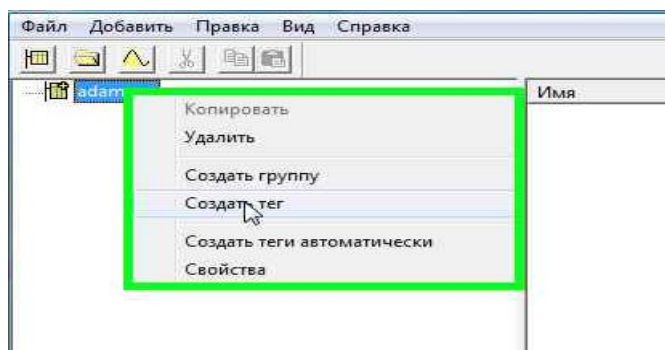 Файл Добавить Правка Вид Справка
adam
Имя
Копировать
Удалить
Создать группу
Создать тег
Создать теги автоматически
Свойства